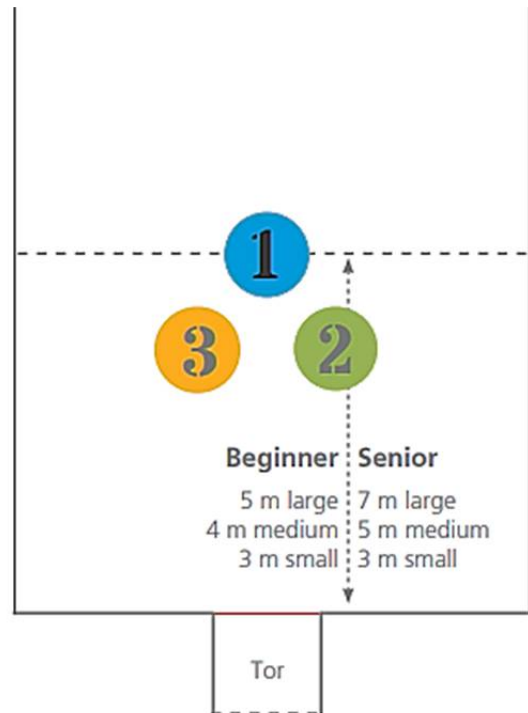 1
3 2
Beginner Senior
5 m large 7 m large
4 m medium 5 m medium
3 m small 3 m small
Tor